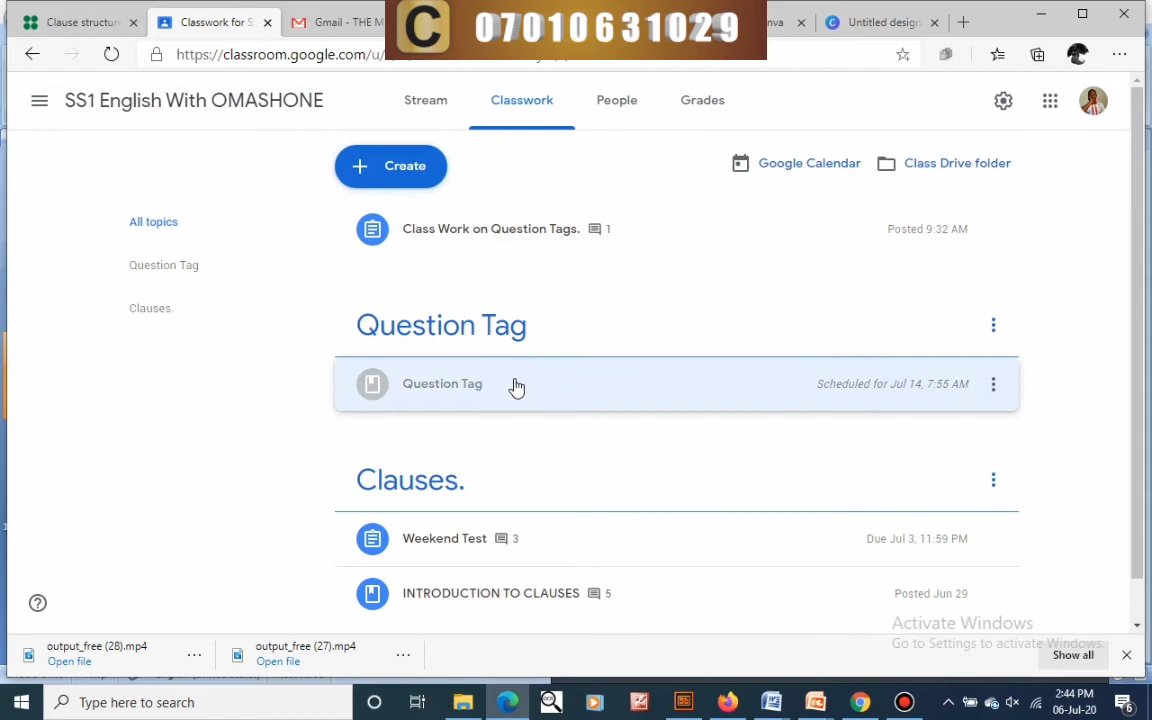 Clause structur
Classwork for S
Gmail - THE M
C 07010631029
nva
Untitled design
https://classroom.google.com/u/
SS1 English With OMASHONE
Stream
Classwork
People
Grades
Create
Google Calendar
Class Drive folder
All topics
Question Tag
Clauses.
Class Work on Question Tags. 1
Posted 9:32 AM
Question Tag
Question Tag
Scheduled for Jul 14, 7:55 AM
Clauses.
Weekend Test 3
Due Jul 3, 11:59 PM
INTRODUCTION TO CLAUSES 5
Posted Jun 29
Activate Windows
Go to Settings to activate Windows.
output_free (28).mp4
Open file
output_free (27).mp4
Open file
Show all
Type here to search
2:44 PM
06-Jul-20
6